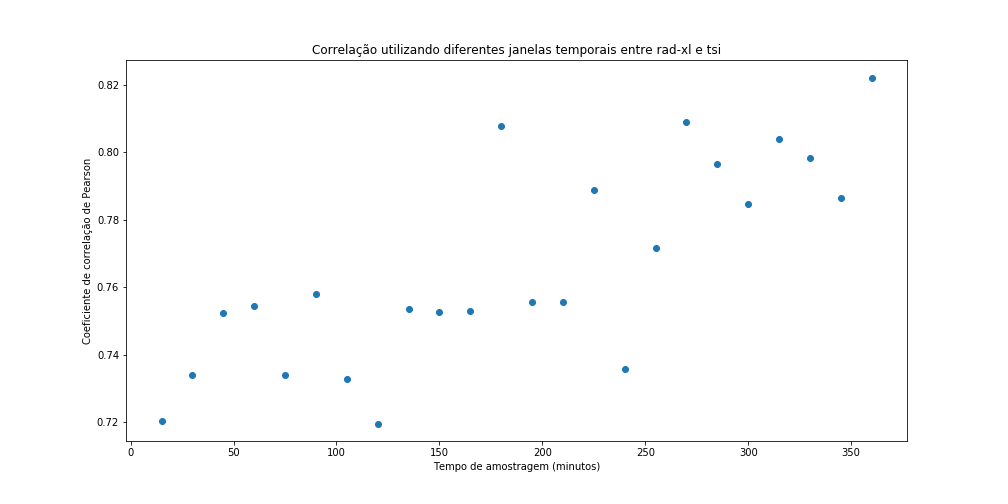 Correlação utilizando diferentes janelas temporais entre rad-xl e tsi
Coeficiente de correlação de Pearson
0.82
0.80
0.78
0.76
0.74
0.72
0 50 100 150 200 250 300 350
Tempo de amostragem (minutos)